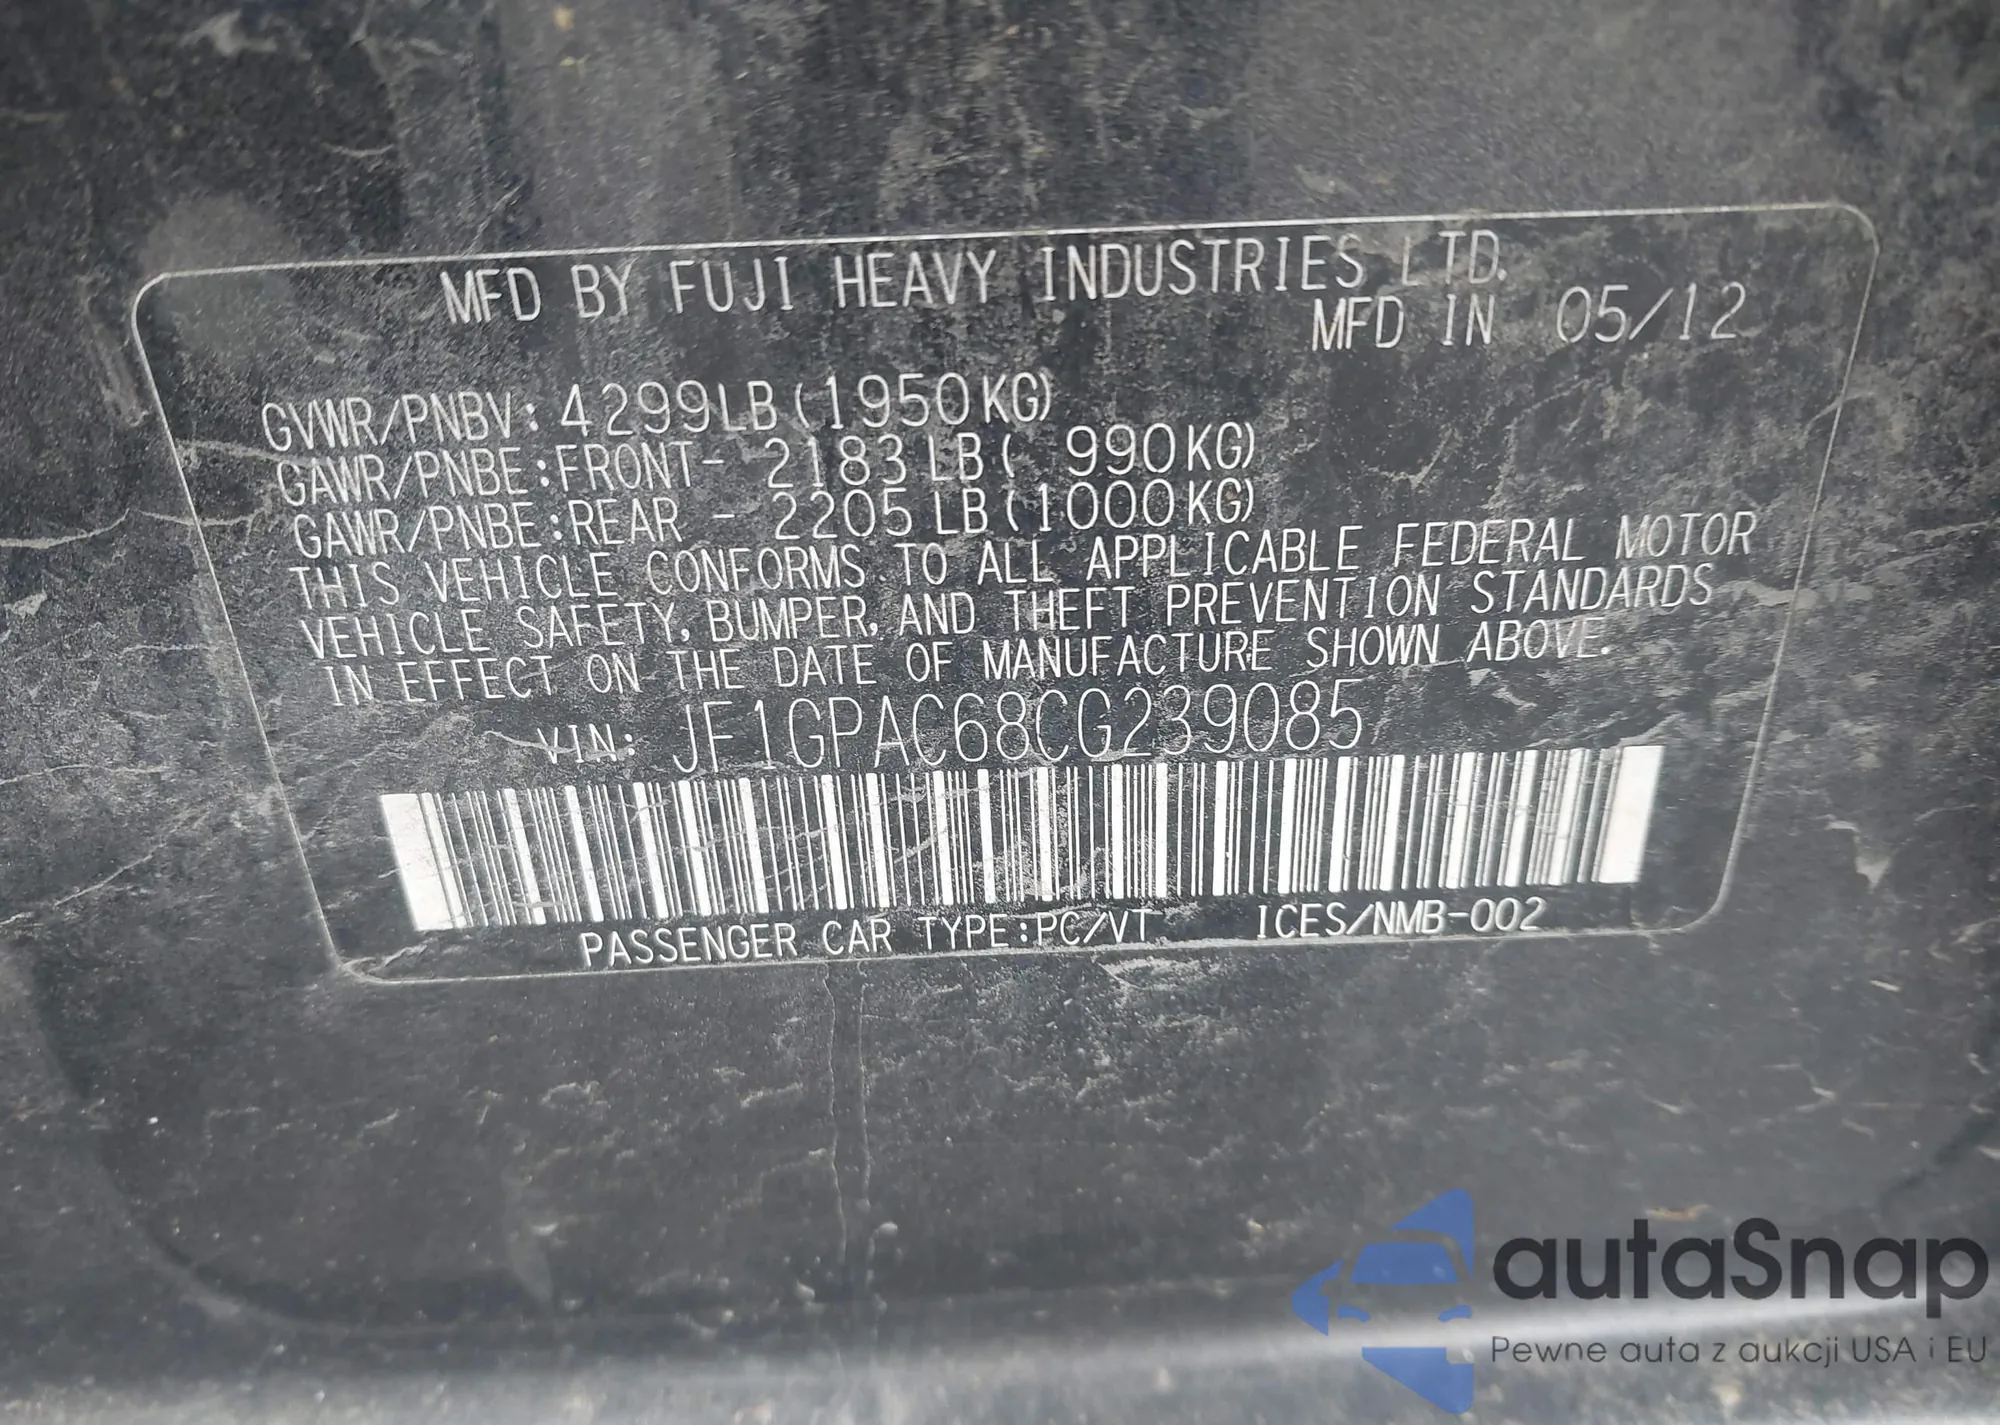 MFD BY FUJI HEAVY INDUSTRIES LTD.
MFD IN 05/12
GVWR/PNBV: 4299LB(1950KG)
GAWR/PNBE:FRONT- 2183LB( 990KG)
GAWR/PNBE:REAR - 2205LB(1000KG)
THIS VEHICLE CONFORMS TO ALL APPLICABLE FEDERAL MOTOR
VEHICLE SAFETY, BUMPER, AND THEFT PREVENTION STANDARDS
IN EFFECT ON THE DATE OF MANUFACTURE SHOWN ABOVE.
VIN: JF1GPAC68CG239085
PASSENGER CAR TYPE:PC/VT ICES/NMB-002
autaSnap
Pewne auta z aukcji USA i EU